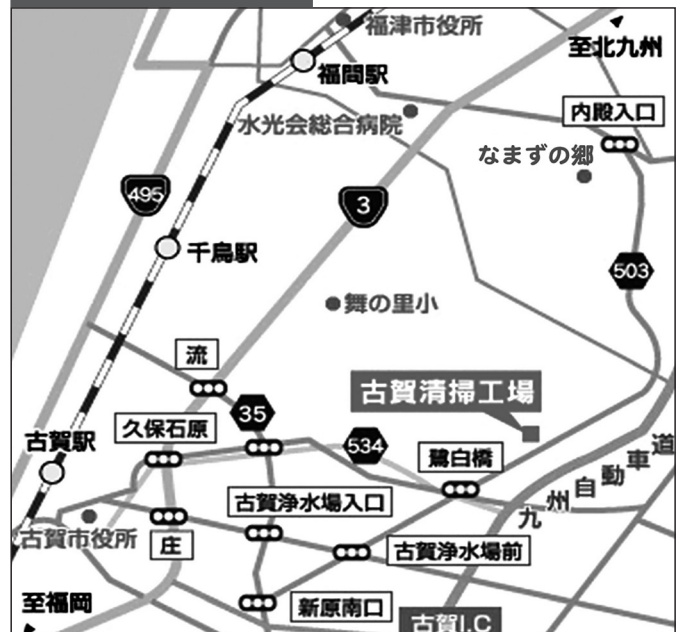 福津市役所
至北九州
福間駅
内殿入口
水光会総合病院
なまずの郷
495
3
千鳥駅
503
舞の里小
流
古賀清掃工場
35
久保石原
534
古賀駅
鷺白橋
九州自動車道
古賀浄水場入口
古賀市役所
庄
古賀浄水場前
至福岡
新原南口
古賀I.C